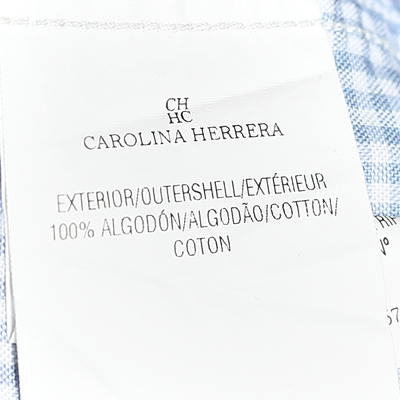 CH
HC
CAROLINA HERRERA
EXTERIOR/OUTERSHELL/EXTÉRIEUR
100% ALGODÓN/ALGODÃO/COTTON/
COTON